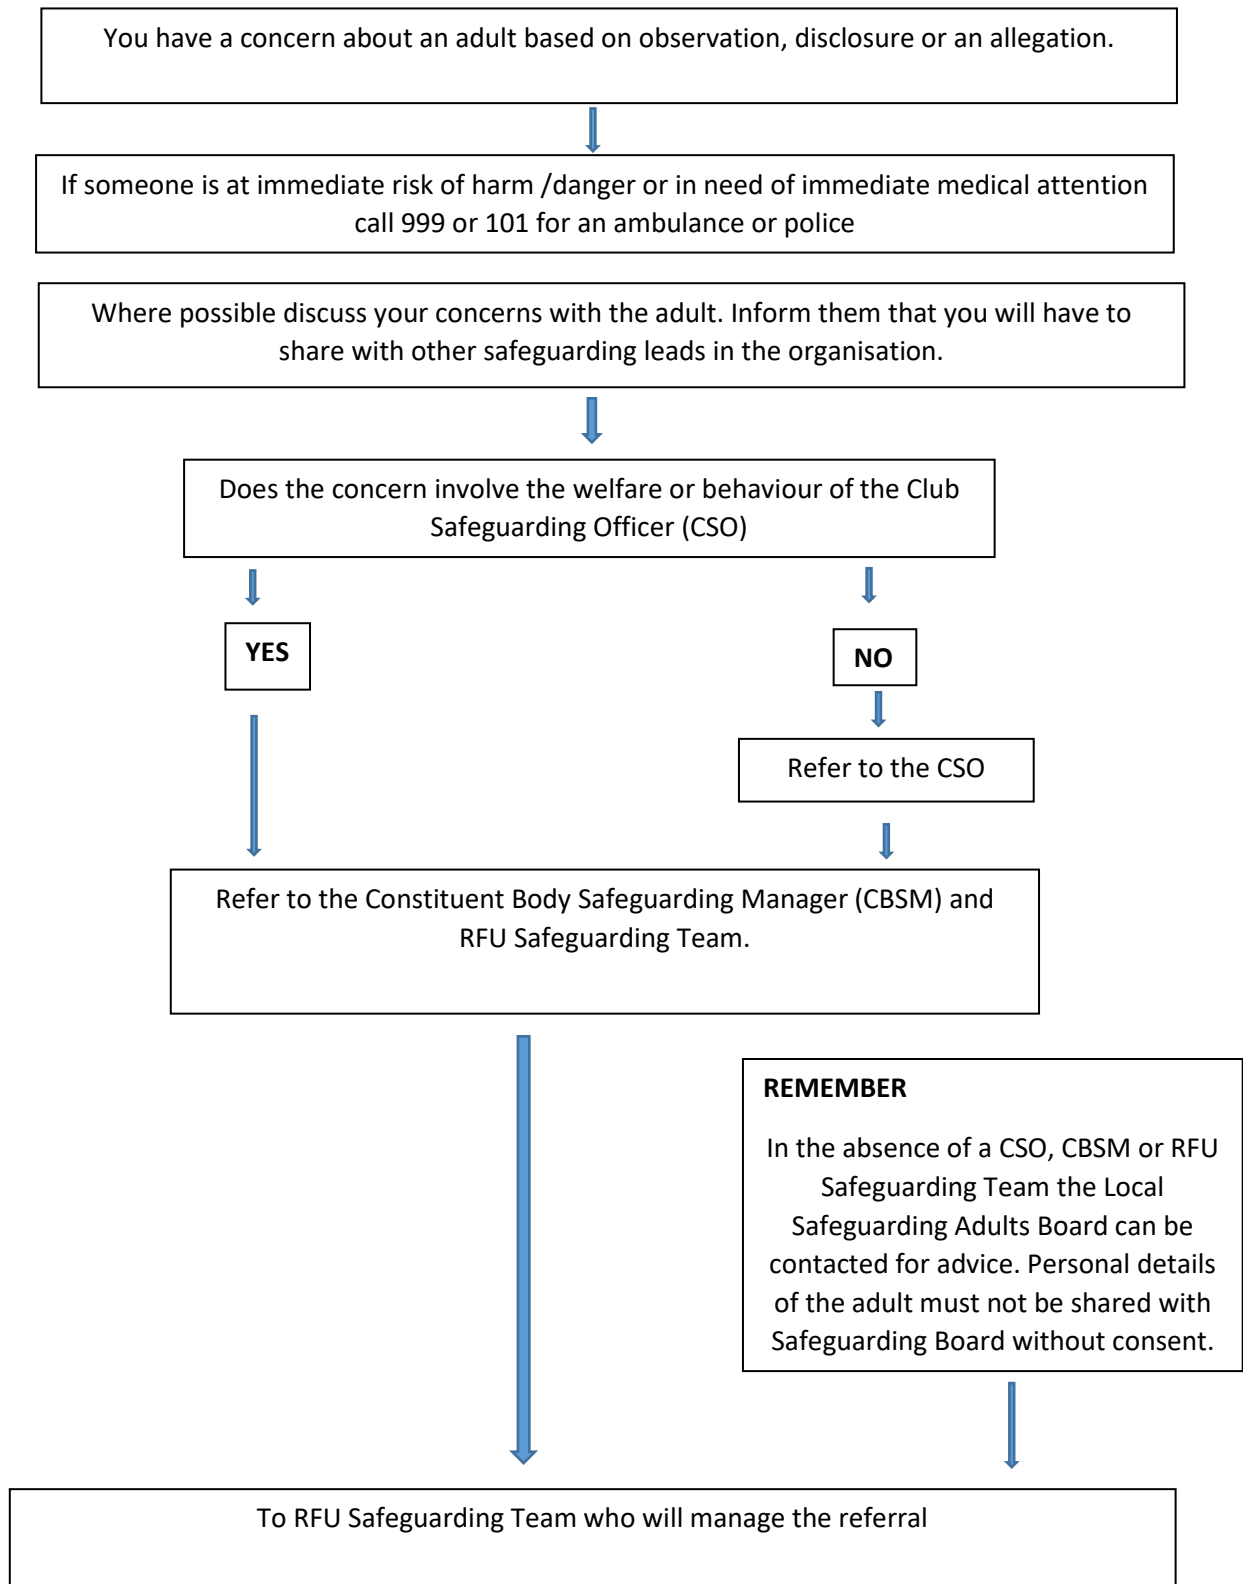 You have a concern about an adult based on observation, disclosure or an allegation.
If someone is at immediate risk of harm /danger or in need of immediate medical attention
call 999 or 101 for an ambulance or police
Where possible discuss your concerns with the adult. Inform them that you will have to
share with other safeguarding leads in the organisation.
Does the concern involve the welfare or behaviour of the Club
Safeguarding Officer (CSO)
YES
NO
Refer to the CSO
Refer to the Constituent Body Safeguarding Manager (CBSM) and
RFU Safeguarding Team.
REMEMBER
In the absence of a CSO, CBSM or RFU
Safeguarding Team the Local
Safeguarding Adults Board can be
contacted for advice. Personal details
of the adult must not be shared with
Safeguarding Board without consent.
To RFU Safeguarding Team who will manage the referral